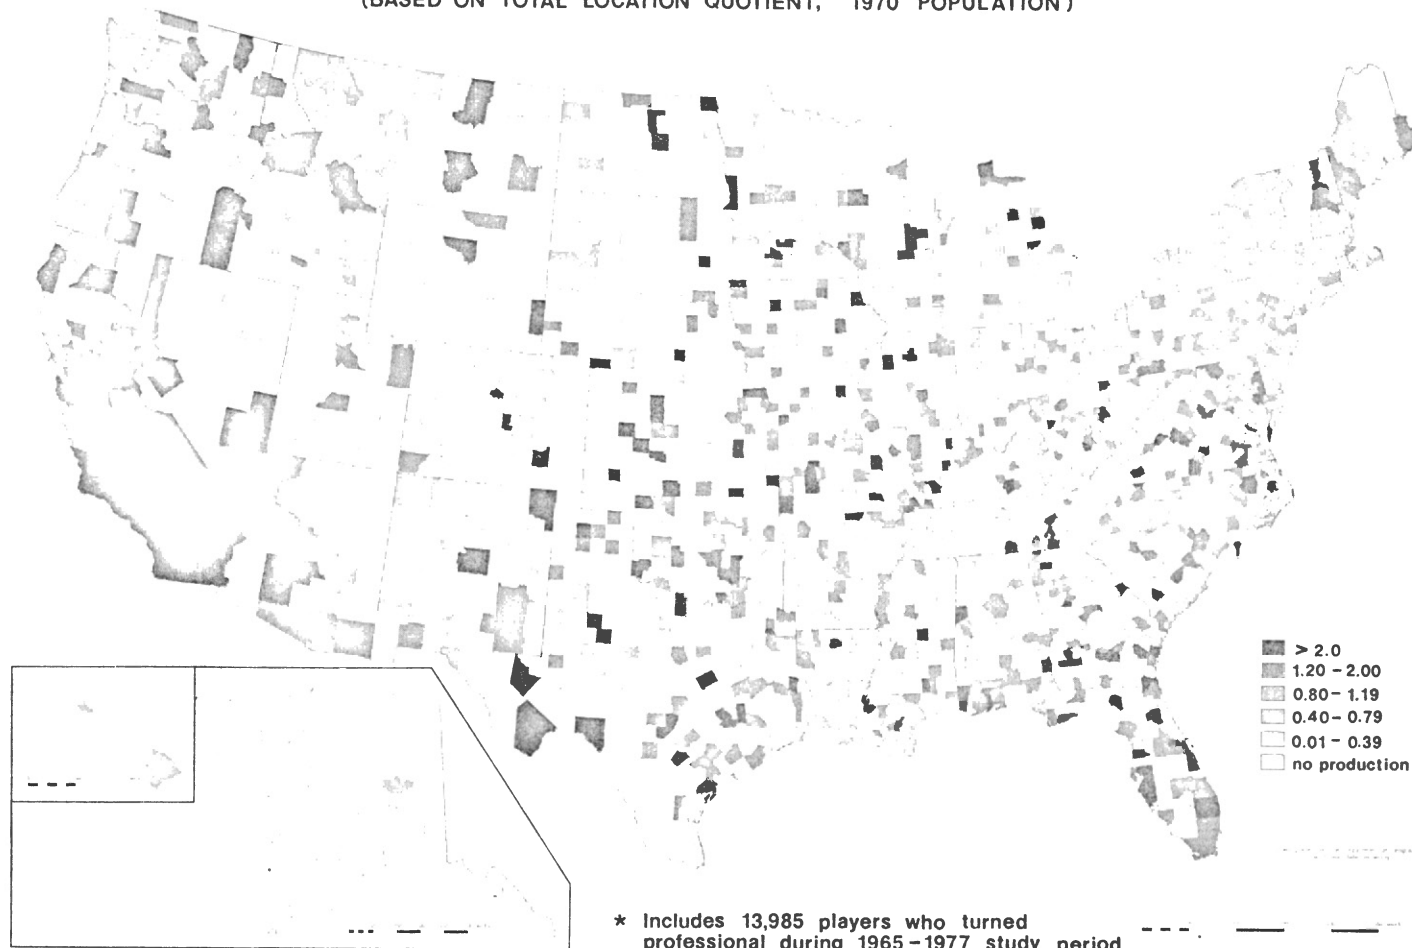 (BASED ON TOTAL LOCATION QUOTIENT, 1970 POPULATION)
> 2.0
1.20 - 2.00
0.80 - 1.19
0.40 - 0.79
0.01 - 0.39
no production
* Includes 13,985 players who turned
professional during 1965-1977 study period